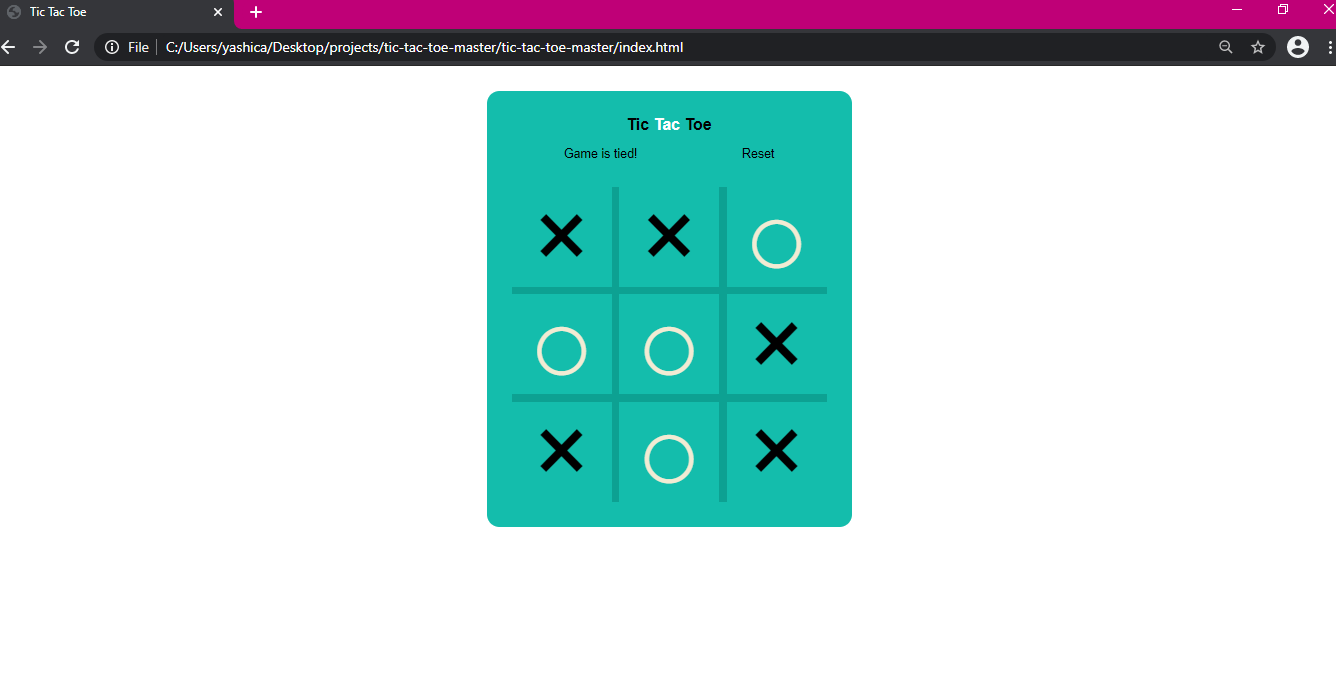 Tic Tac Toe
File
C:/Users/yashica/Desktop/projects/tic-tac-toe-master/tic-tac-toe-master/index.html
Tic Tac Toe
Game is tied! Reset
X X O
O O X
X O X